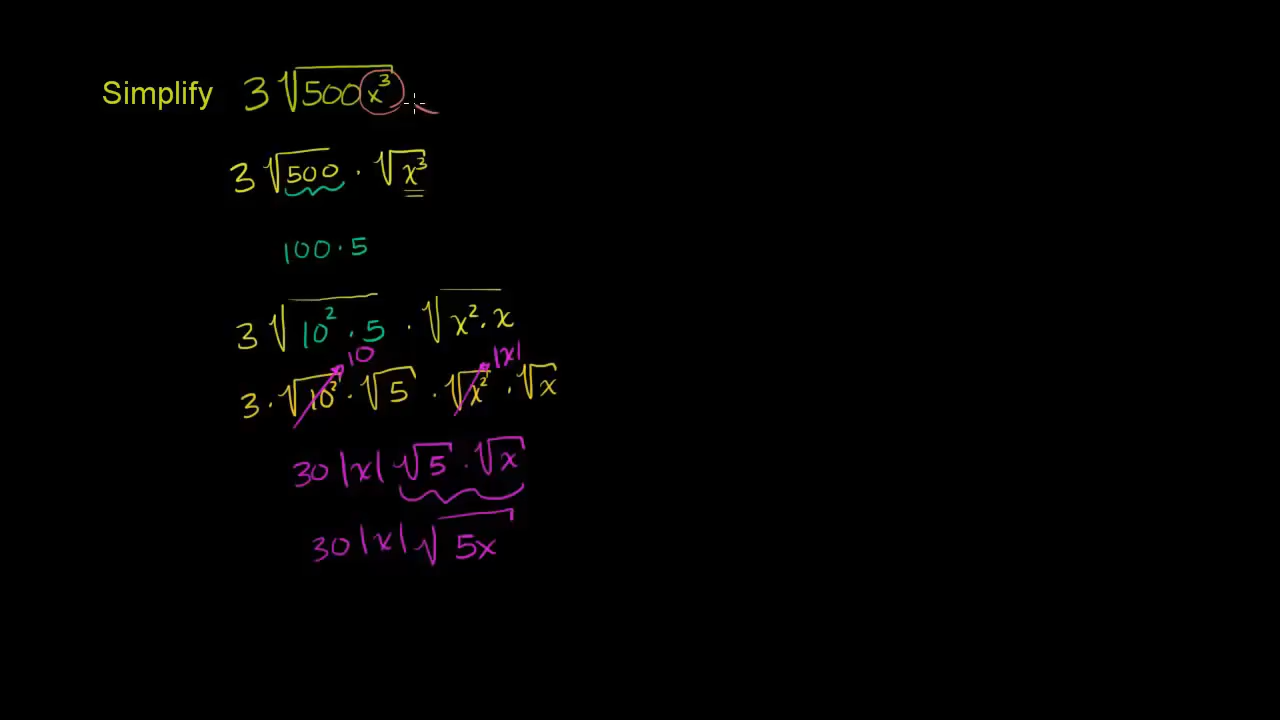 Simplify 3√500x³
3√500 · √x³
100 · 5
3√10² · 5 · √x² · x
10 |x|
3 · √10² · √5 · √x² · √x
30 |x| √5 · √x
30 |x| √5x